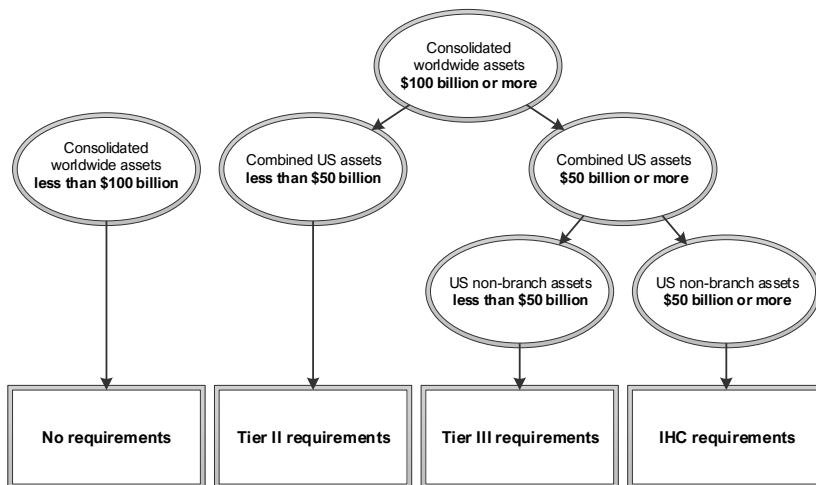 Consolidated
worldwide assets
$100 billion or more
Consolidated
worldwide assets
less than $100 billion
Combined US assets
less than $50 billion
Combined US assets
$50 billion or more
US non-branch assets
less than $50 billion
US non-branch assets
$50 billion or more
No requirements
Tier II requirements
Tier III requirements
IHC requirements